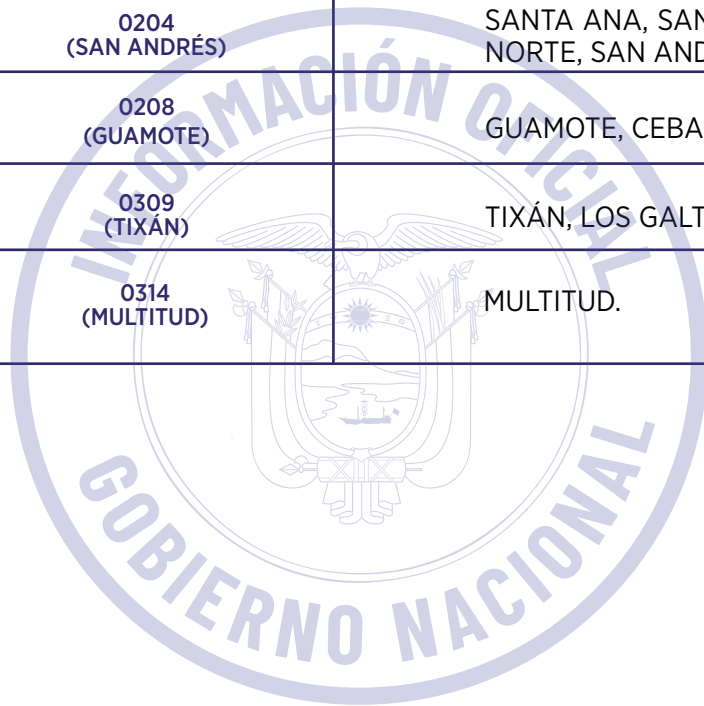 0204
(SAN ANDRÉS)
SANTA ANA, SAN
NORTE, SAN AND
0208
(GUAMOTE)
GUAMOTE, CEBA
0309
(TIXÁN)
TIXÁN, LOS GALT
0314
(MULTITUD)
MULTITUD.
INFORMACIÓN OFICIAL
GOBIERNO NACIONAL